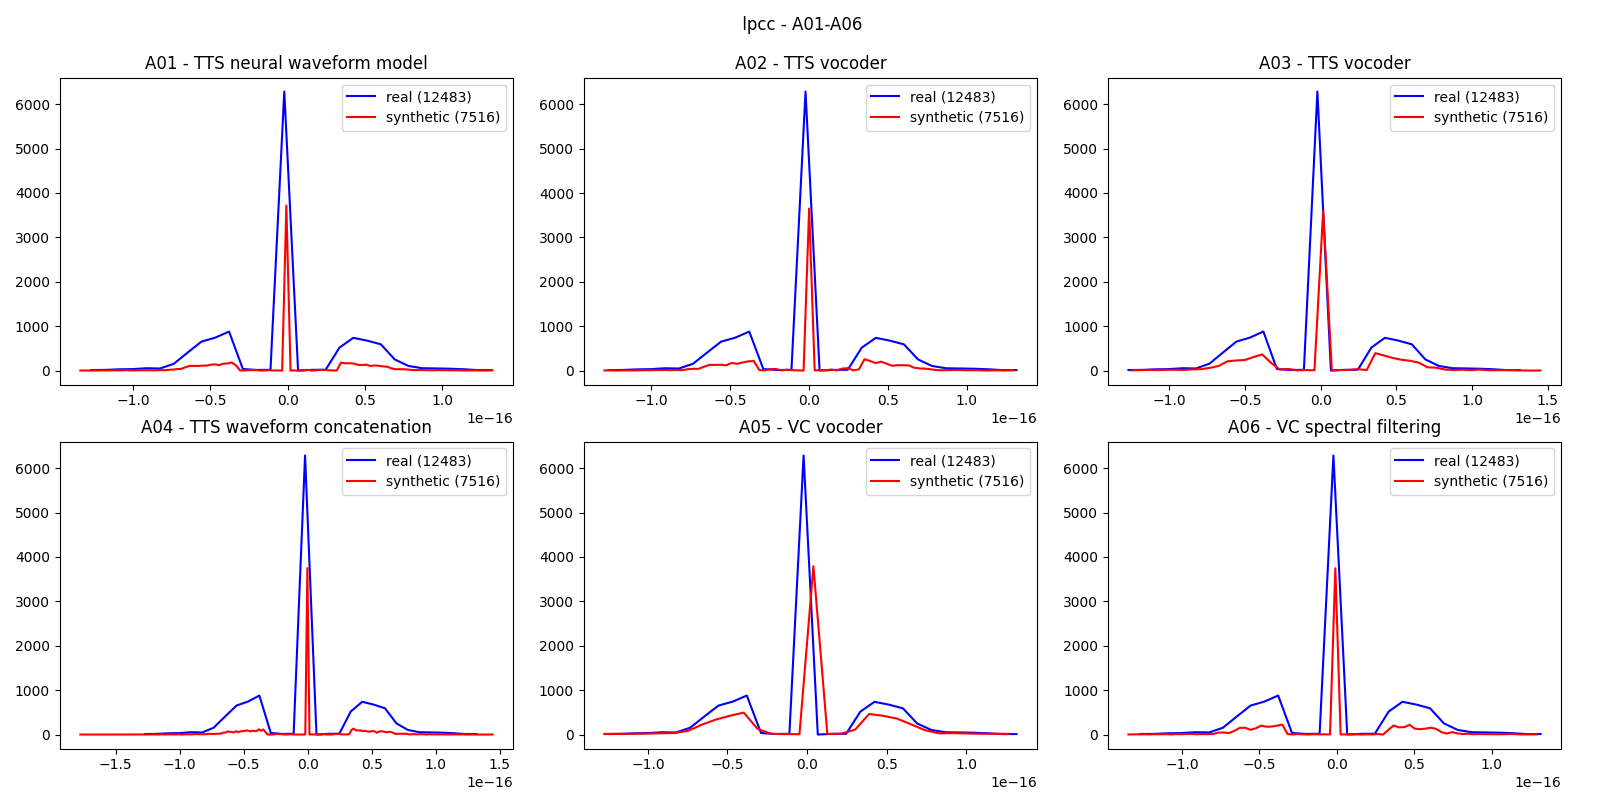 lpcc - A01-A06
A01 - TTS neural waveform model
real (12483)
synthetic (7516)
6000
5000
4000
3000
2000
1000
0
−1.0 −0.5 0.0 0.5 1.0
1e−16
A02 - TTS vocoder
real (12483)
synthetic (7516)
6000
5000
4000
3000
2000
1000
0
−1.0 −0.5 0.0 0.5 1.0
1e−16
A03 - TTS vocoder
real (12483)
synthetic (7516)
6000
5000
4000
3000
2000
1000
0
−1.0 −0.5 0.0 0.5 1.0 1.5
1e−16
A04 - TTS waveform concatenation
real (12483)
synthetic (7516)
6000
5000
4000
3000
2000
1000
0
−1.5 −1.0 −0.5 0.0 0.5 1.0 1.5
1e−16
A05 - VC vocoder
real (12483)
synthetic (7516)
6000
5000
4000
3000
2000
1000
0
−1.0 −0.5 0.0 0.5 1.0
1e−16
A06 - VC spectral filtering
real (12483)
synthetic (7516)
6000
5000
4000
3000
2000
1000
0
−1.0 −0.5 0.0 0.5 1.0
1e−16